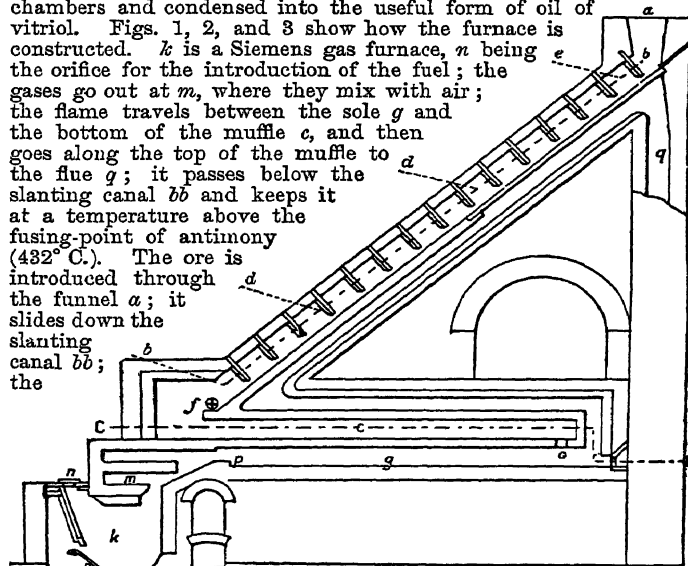 chambers and condensed into the useful form of oil of
vitriol. Figs. 1, 2, and 3 show how the furnace is
constructed. k is a Siemens gas furnace, n being
the orifice for the introduction of the fuel ; the
gases go out at m, where they mix with air ;
the flame travels between the sole g and
the bottom of the muffle c, and then
goes along the top of the muffle to
the flue q ; it passes below the
slanting canal bb and keeps it
at a temperature above the
fusing-point of antimony
(432° C.). The ore is
introduced through
the funnel a ; it
slides down the
slanting
canal bb ;
the
a
e
b
q
d
d
b
f
C
c
G
p
g
n
m
k